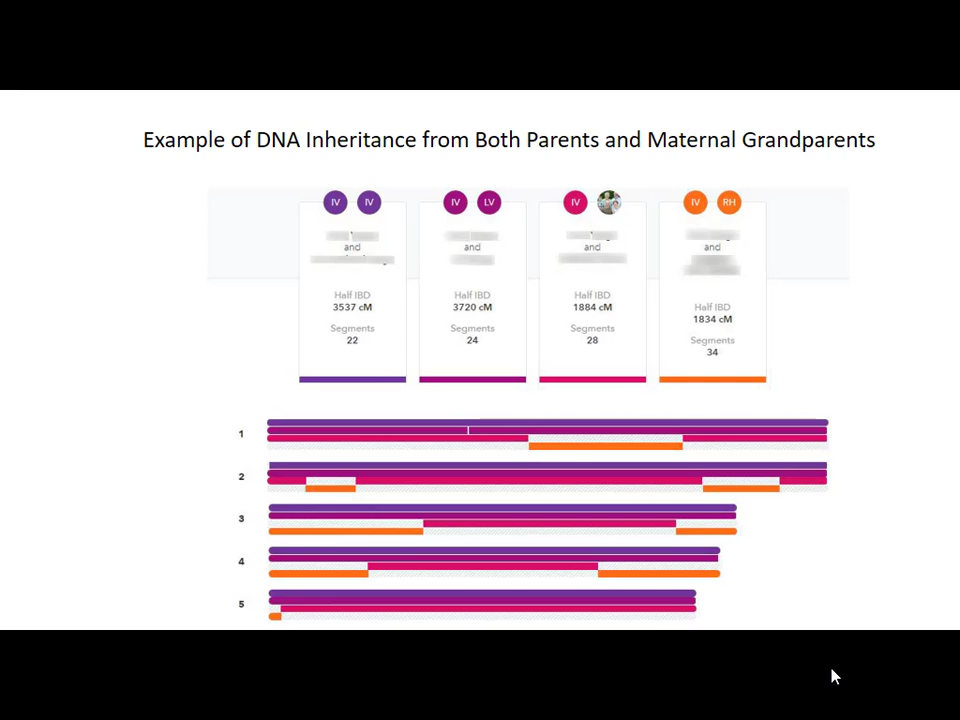 Example of DNA Inheritance from Both Parents and Maternal Grandparents
IV IV IV LV IV IV RH
and and and and
Half IBD Half IBD Half IBD Half IBD
3537 cM 3720 cM 1884 cM 1834 cM
Segments Segments Segments Segments
22 24 28 34
1
2
3
4
5